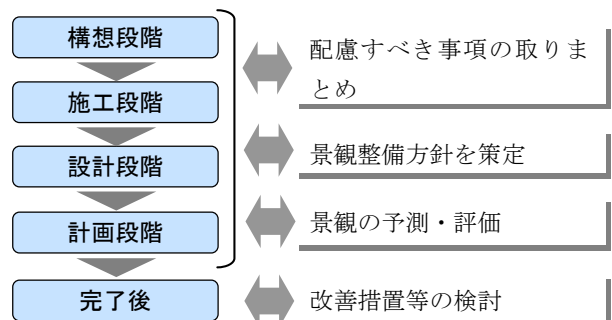 構想段階
配慮すべき事項の取りま
とめ
施工段階
設計段階
景観整備方針を策定
計画段階
景観の予測・評価
完了後
改善措置等の検討